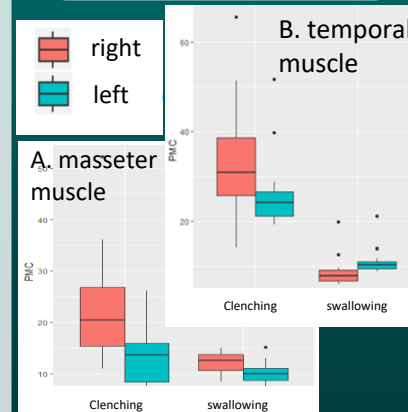 right
left
B. temporal
muscle
PMC
60
40
20
Clenching
swallowing
A. masseter
muscle
PMC
50
40
30
20
10
Clenching
swallowing